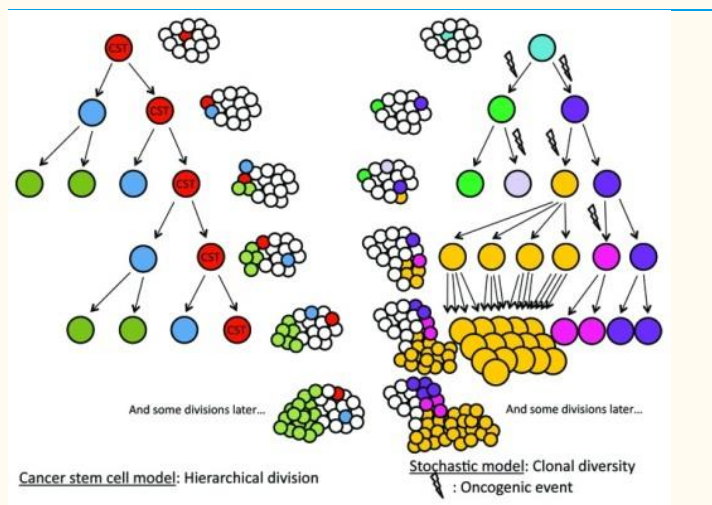 CST
CST
CST
CST
CST
And some divisions later...
And some divisions later...
Cancer stem cell model: Hierarchical division
Stochastic model: Clonal diversity
: Oncogenic event